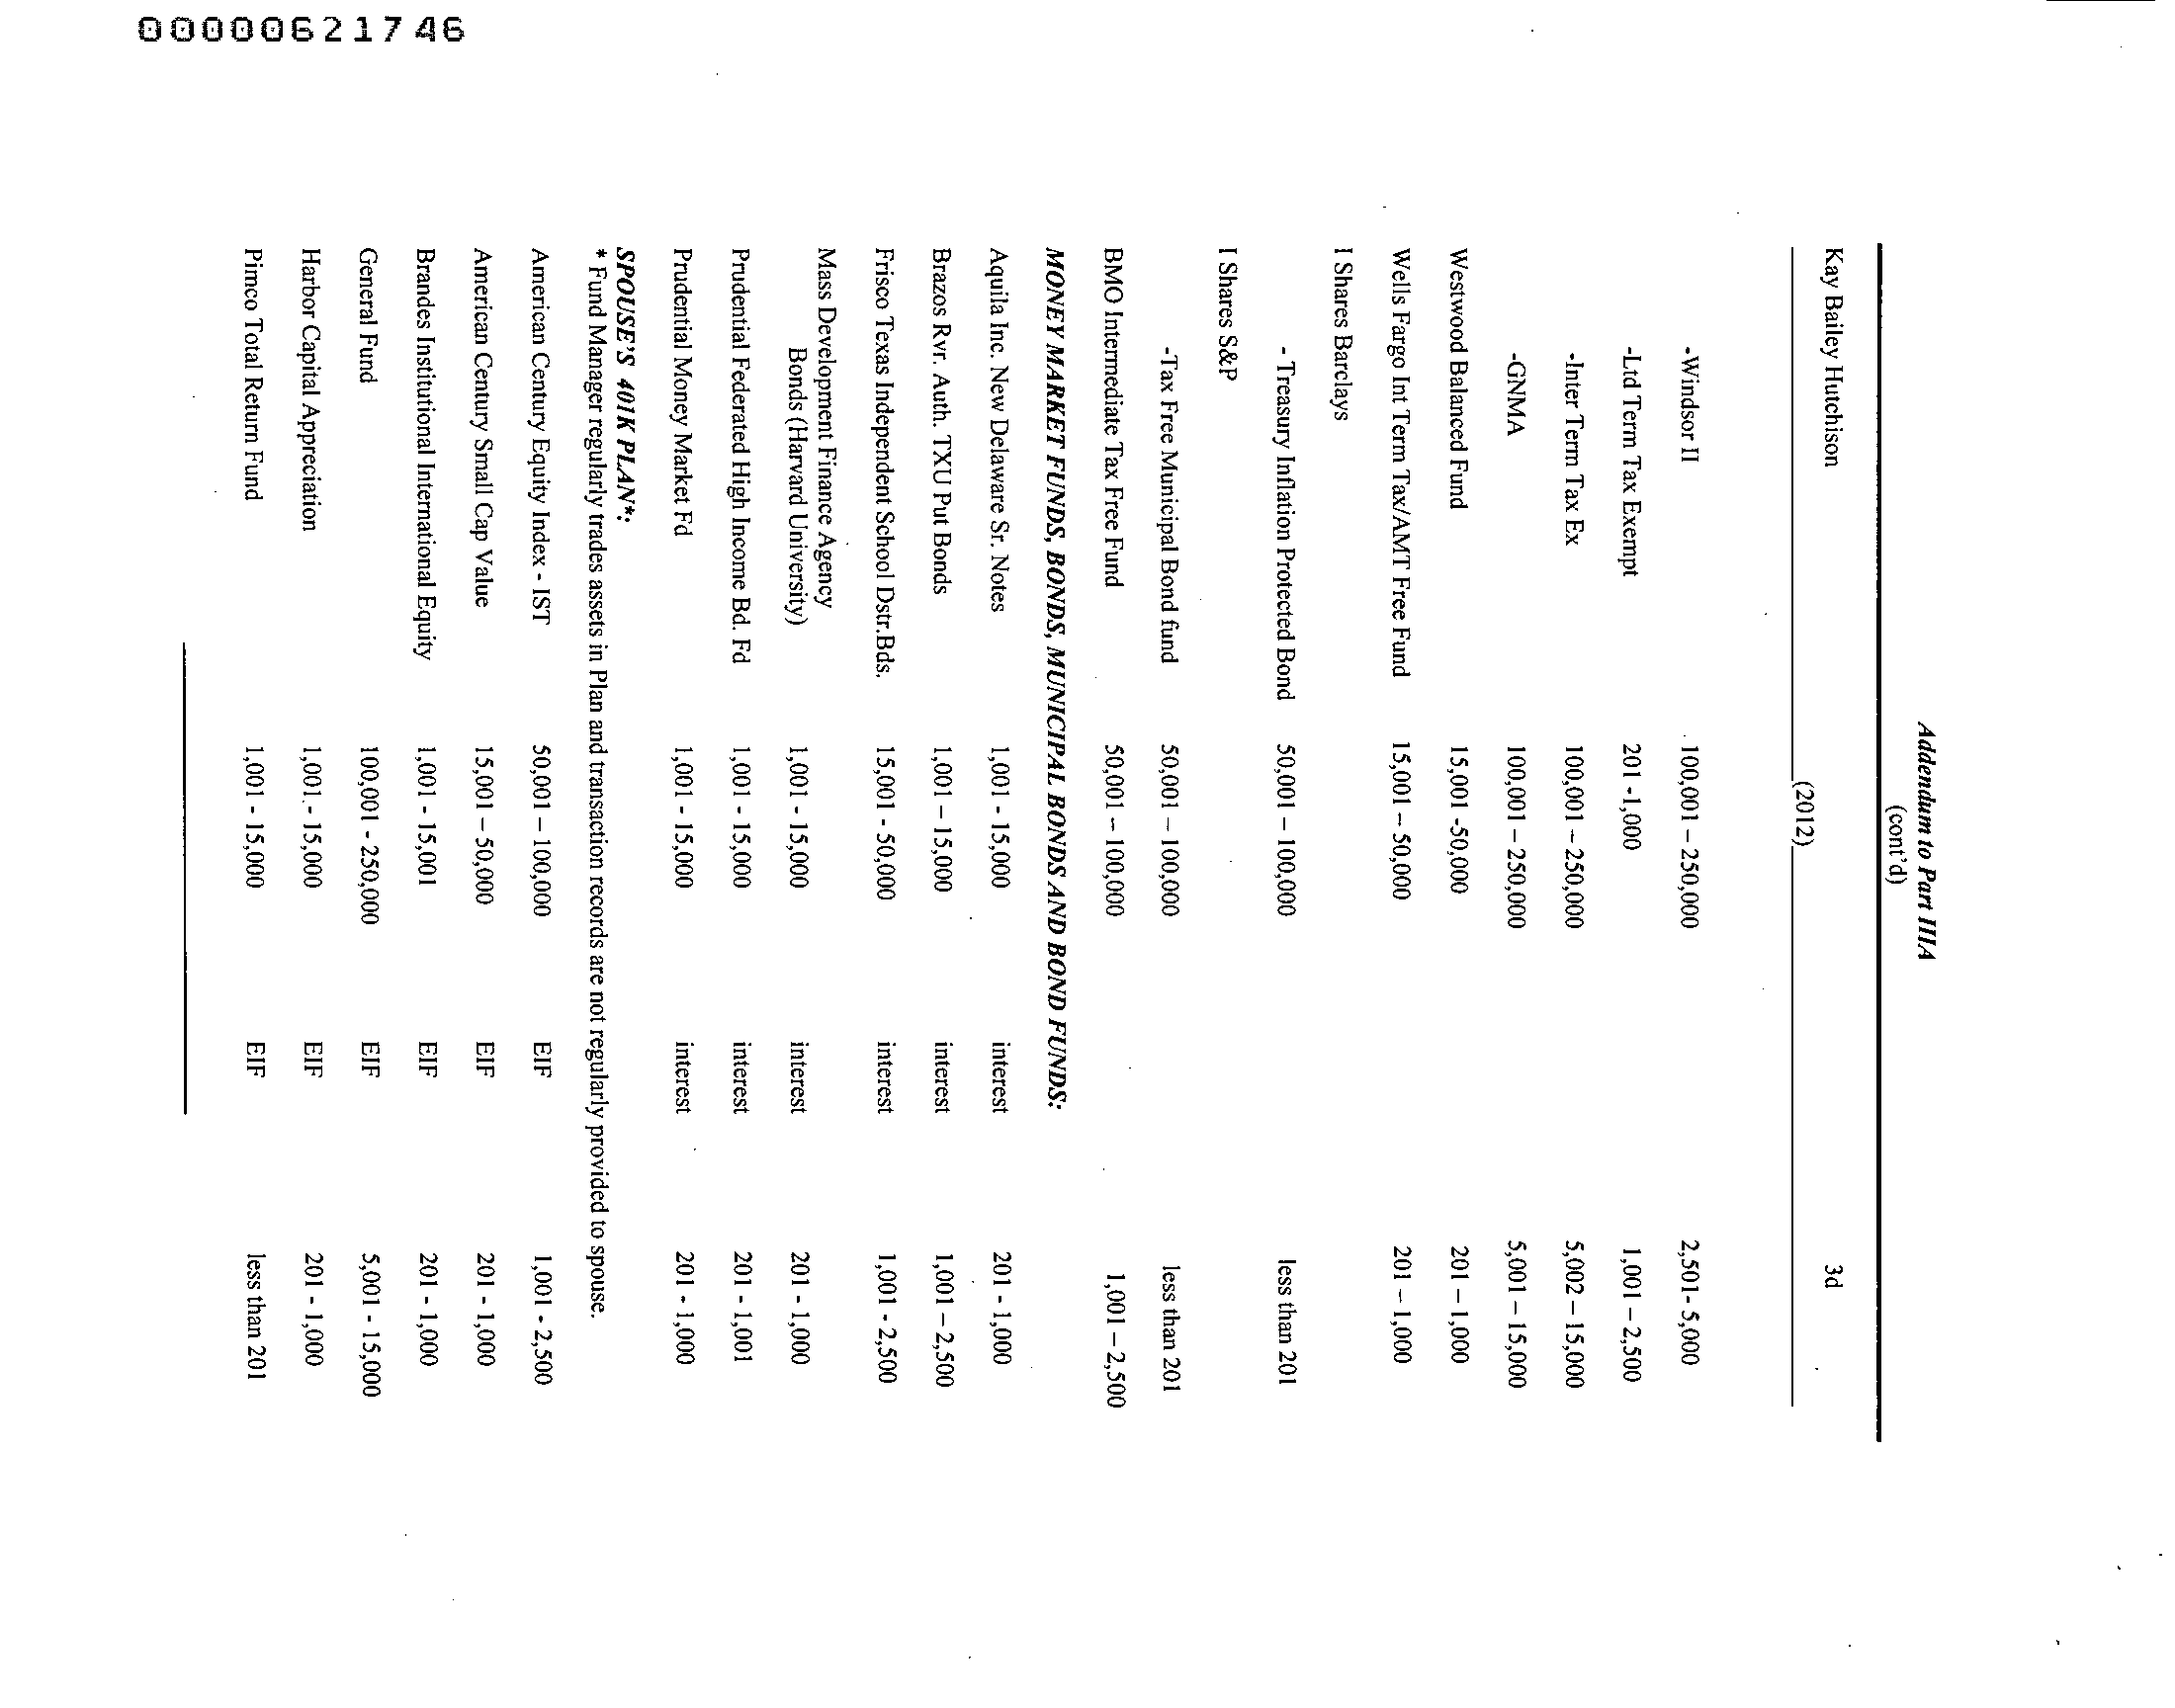 00000621746
Addendum to Part IIIA
(cont'd)
Kay Bailey Hutchison 3d
(2012)
-Windsor II 100,001 – 250,000 2,501- 5,000
-Ltd Term Tax Exempt 201 -1,000 1,001 – 2,500
-Inter Term Tax Ex 100,001 – 250,000 5,002 – 15,000
-GNMA 100,001 – 250,000 5,001 – 15,000
Westwood Balanced Fund 15,001 -50,000 201 – 1,000
Wells Fargo Int Term Tax/AMT Free Fund 15,001 – 50,000 201 – 1,000
I Shares Barclays
- Treasury Inflation Protected Bond 50,001 – 100,000 less than 201
I Shares S&P
-Tax Free Municipal Bond fund 50,001 – 100,000 less than 201
BMO Intermediate Tax Free Fund 50,001 – 100,000 1,001 – 2,500
MONEY MARKET FUNDS, BONDS, MUNICIPAL BONDS AND BOND FUNDS:
Aquila Inc. New Delaware Sr. Notes 1,001 - 15,000 interest 201 - 1,000
Brazos Rvr. Auth. TXU Put Bonds 1,001 – 15,000 interest 1,001 – 2,500
Frisco Texas Independent School Dstr.Bds. 15,001 - 50,000 interest 1,001 - 2,500
Mass Development Finance Agency
Bonds (Harvard University) 1,001 - 15,000 interest 201 - 1,000
Prudential Federated High Income Bd. Fd 1,001 - 15,000 interest 201 - 1,001
Prudential Money Market Fd 1,001 - 15,000 interest 201 - 1,000
SPOUSE'S 401K PLAN*:
* Fund Manager regularly trades assets in Plan and transaction records are not regularly provided to spouse.
American Century Equity Index - IST 50,001 – 100,000 EIF 1,001 - 2,500
American Century Small Cap Value 15,001 – 50,000 EIF 201 - 1,000
Brandes Institutional International Equity 1,001 - 15,001 EIF 201 - 1,000
General Fund 100,001 - 250,000 EIF 5,001 - 15,000
Harbor Capital Appreciation 1,001 - 15,000 EIF 201 - 1,000
Pimco Total Return Fund 1,001 - 15,000 EIF less than 201